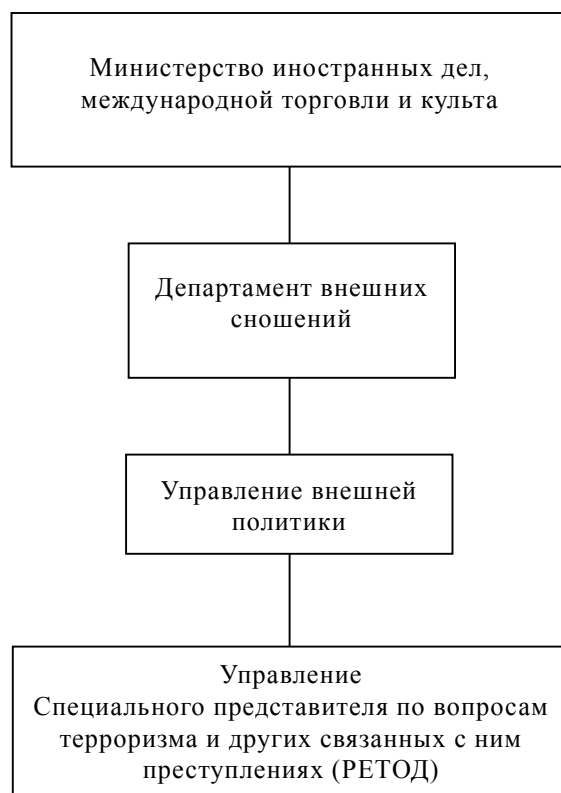 Министерство иностранных дел,
международной торговли и культа
Департамент внешних
сношений
Управление внешней
политики
Управление
Специального представителя по вопросам
терроризма и других связанных с ним
преступлениях (РЕТОД)